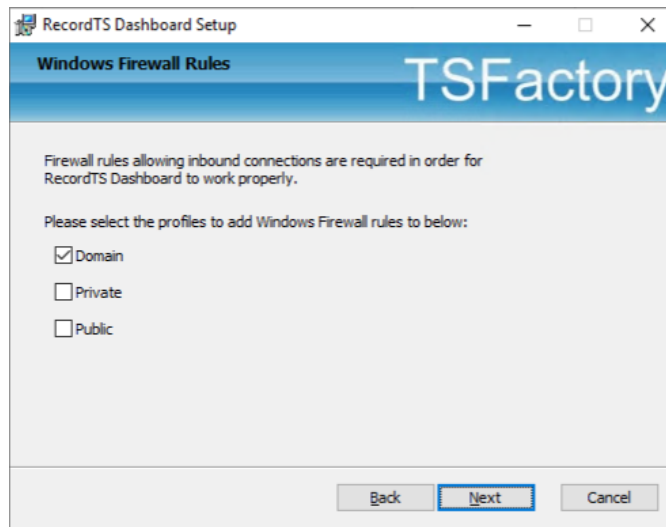 RecordTS Dashboard Setup
Windows Firewall Rules
TSFactory
Firewall rules allowing inbound connections are required in order for
RecordTS Dashboard to work properly.
Please select the profiles to add Windows Firewall rules to below:
Domain
Private
Public
Back Next Cancel